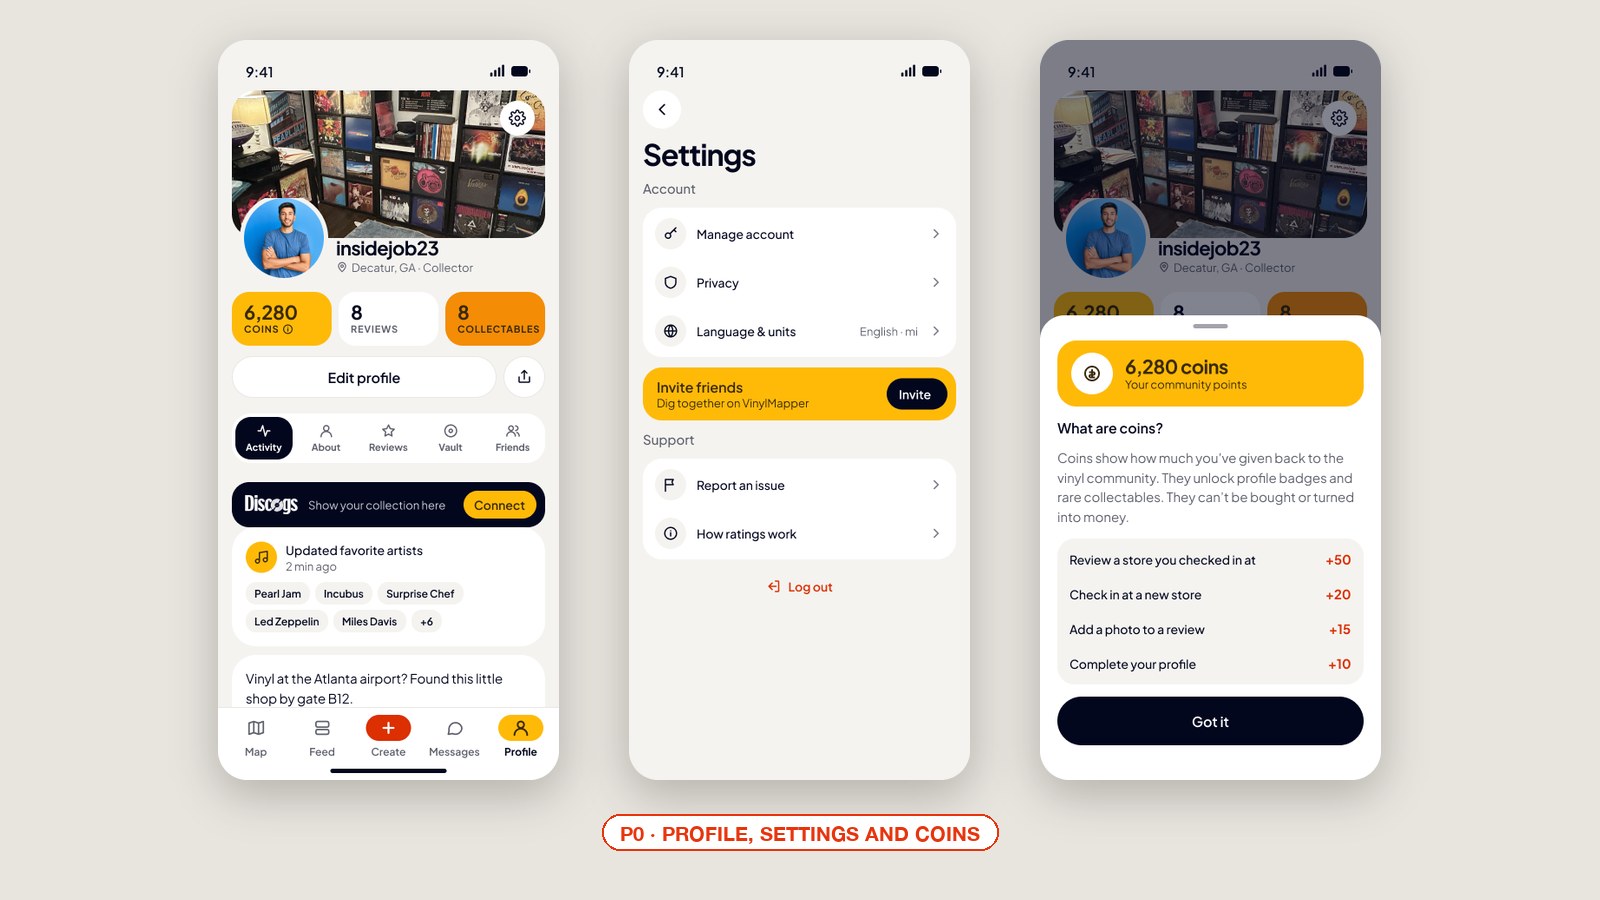 9:41
insidejob23
Decatur, GA · Collector
6,280
COINS
8
REVIEWS
8
COLLECTABLES
Edit profile
Activity
About
Reviews
Vault
Friends
Discogs
Show your collection here
Connect
Updated favorite artists
2 min ago
Pearl Jam
Incubus
Surprise Chef
Led Zeppelin
Miles Davis
+6
Vinyl at the Atlanta airport? Found this little
shop by gate B12.
Map
Feed
Create
Messages
Profile
9:41
Settings
Account
Manage account
Privacy
Language & units
English · mi
Invite friends
Dig together on VinylMapper
Invite
Support
Report an issue
How ratings work
Log out
9:41
insidejob23
Decatur, GA · Collector
6,280
8
8
6,280 coins
Your community points
What are coins?
Coins show how much you've given back to the
vinyl community. They unlock profile badges and
rare collectables. They can't be bought or turned
into money.
Review a store you checked in at
+50
Check in at a new store
+20
Add a photo to a review
+15
Complete your profile
+10
Got it
P0 · PROFILE, SETTINGS AND COINS